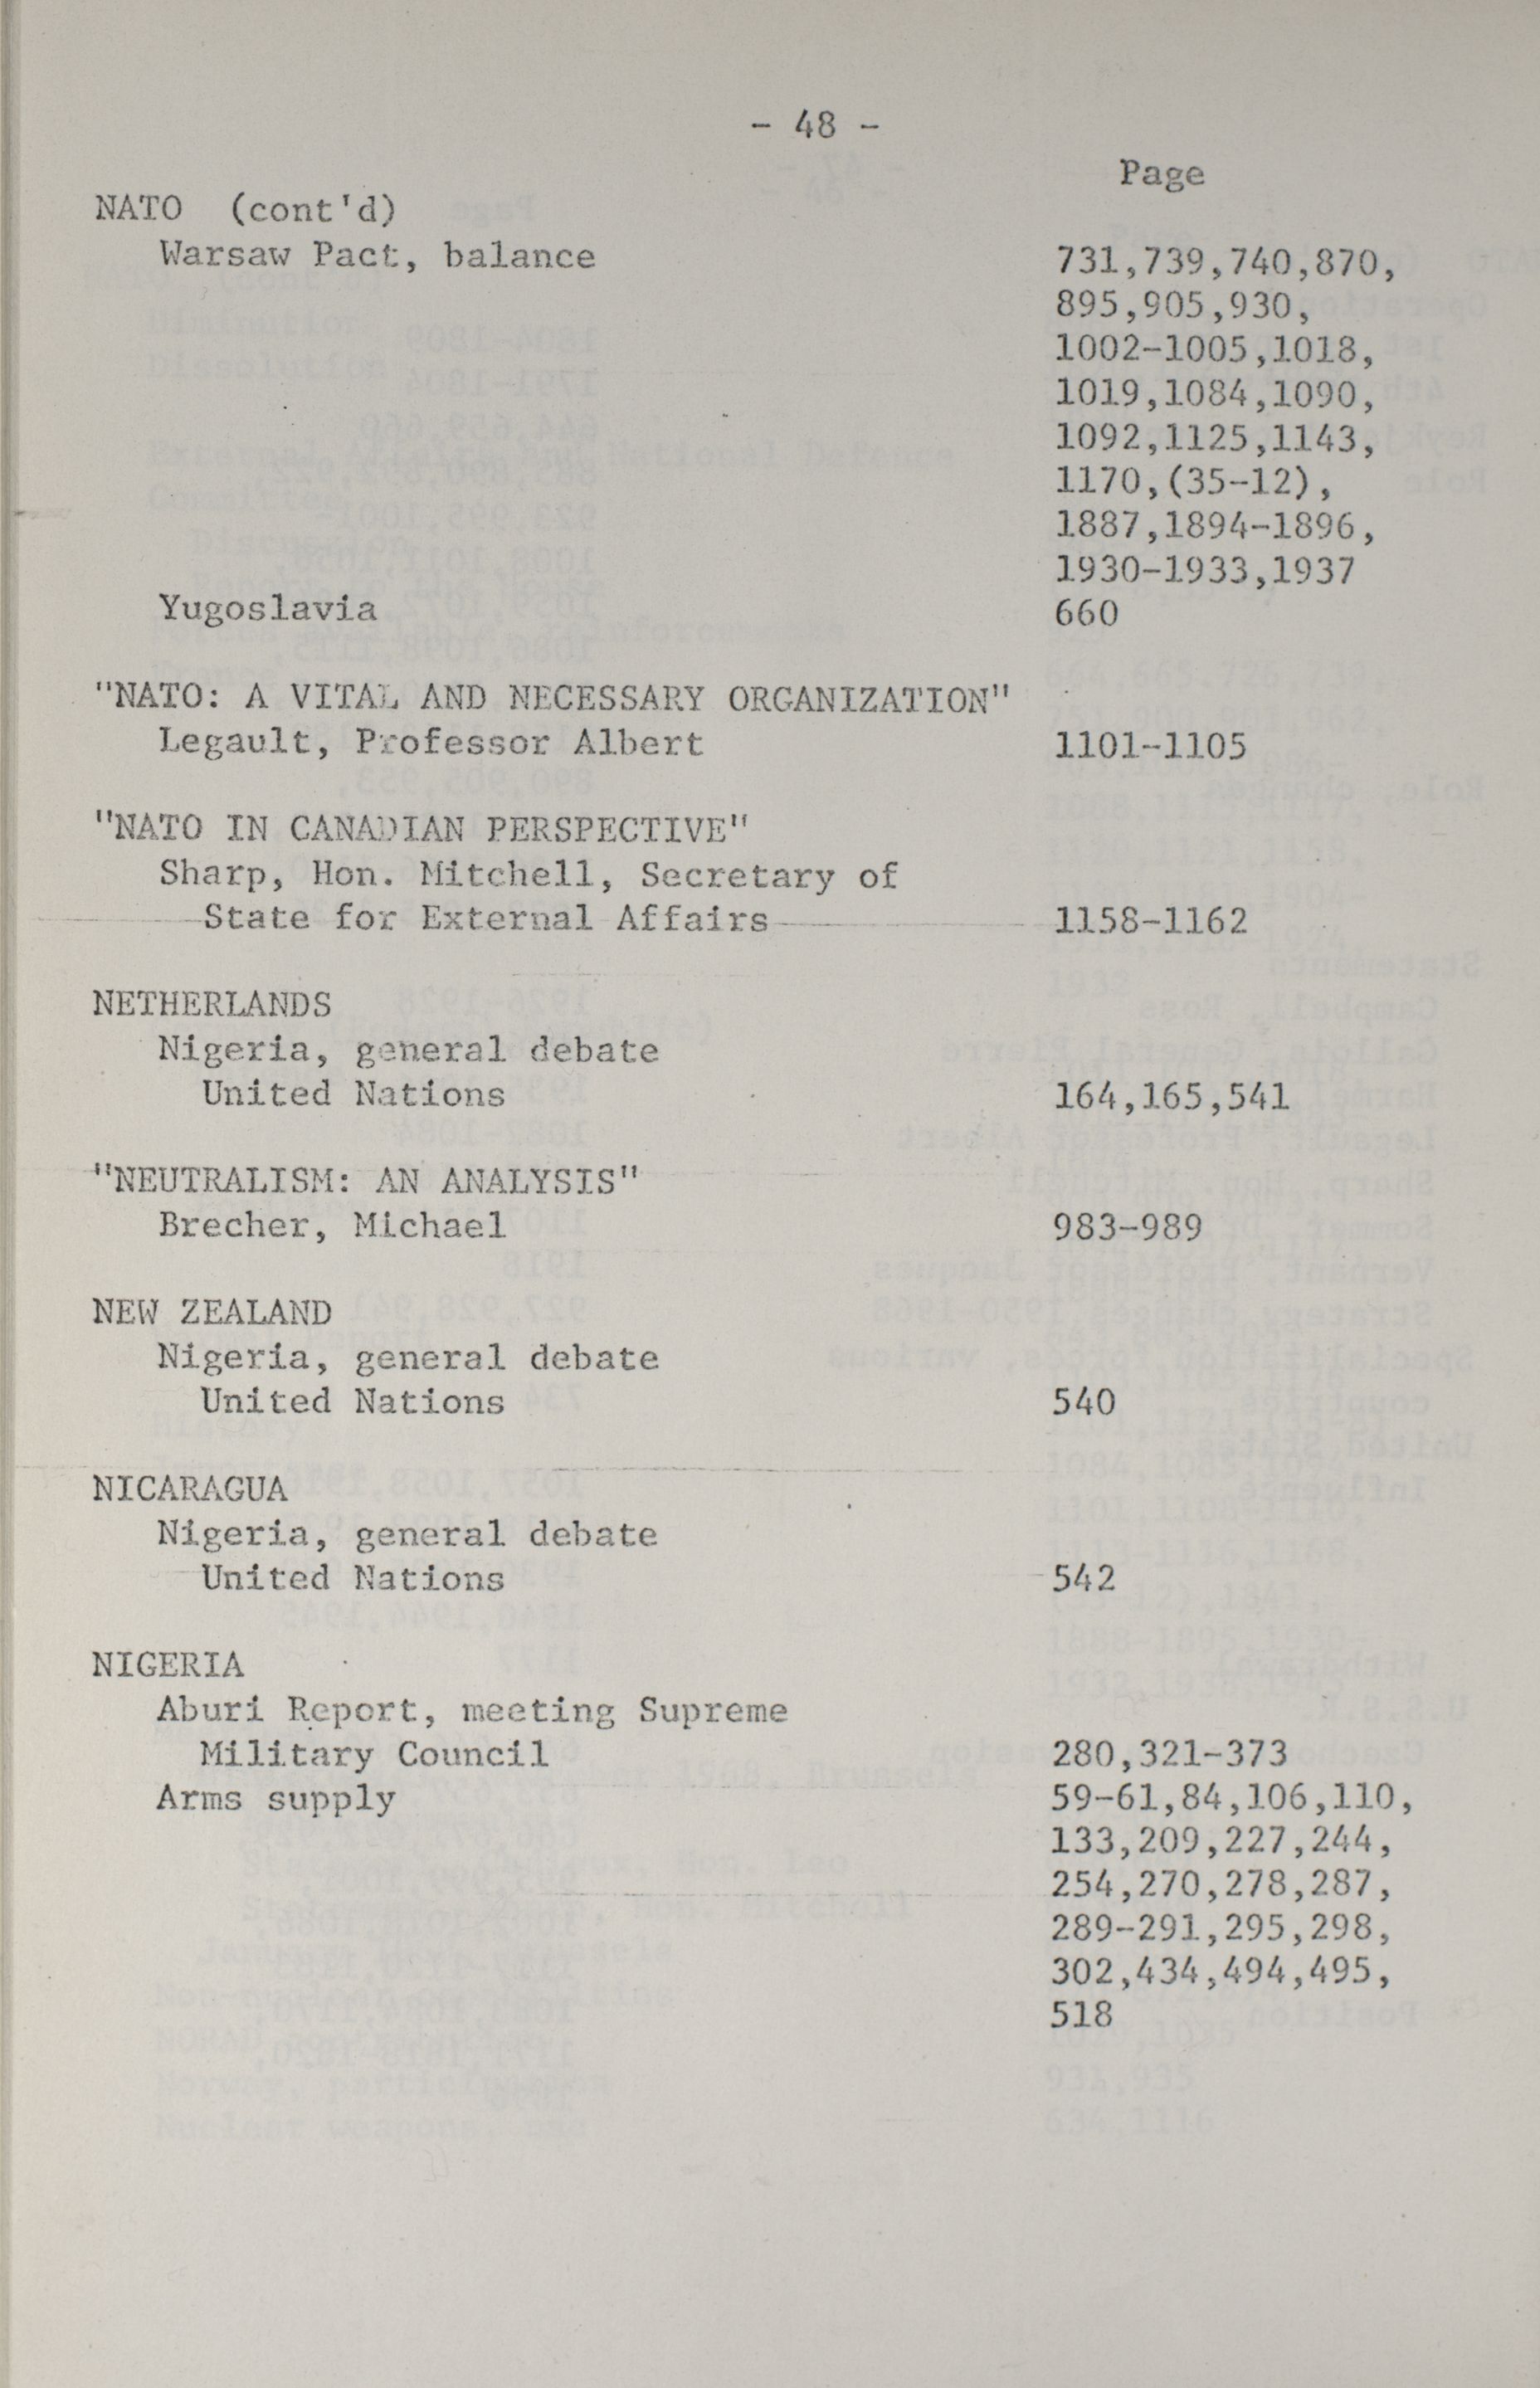 - 48 -
Page
NATO (cont'd)
Warsaw Pact, balance 731,739,740,870,
895,905,930,
1002-1005,1018,
1019,1084,1090,
1092,1125,1143,
1170,(35-12),
1887,1894-1896,
1930-1933,1937
Yugoslavia 660
"NATO: A VITAL AND NECESSARY ORGANIZATION"
Legault, Professor Albert 1101-1105
"NATO IN CANADIAN PERSPECTIVE"
Sharp, Hon. Mitchell, Secretary of
State for External Affairs 1158-1162
NETHERLANDS
Nigeria, general debate
United Nations 164,165,541
"NEUTRALISM: AN ANALYSIS"
Brecher, Michael 983-989
NEW ZEALAND
Nigeria, general debate
United Nations 540
NICARAGUA
Nigeria, general debate
United Nations 542
NIGERIA
Aburi Report, meeting Supreme
Military Council 280,321-373
Arms supply 59-61,84,106,110,
133,209,227,244,
254,270,278,287,
289-291,295,298,
302,434,494,495,
518